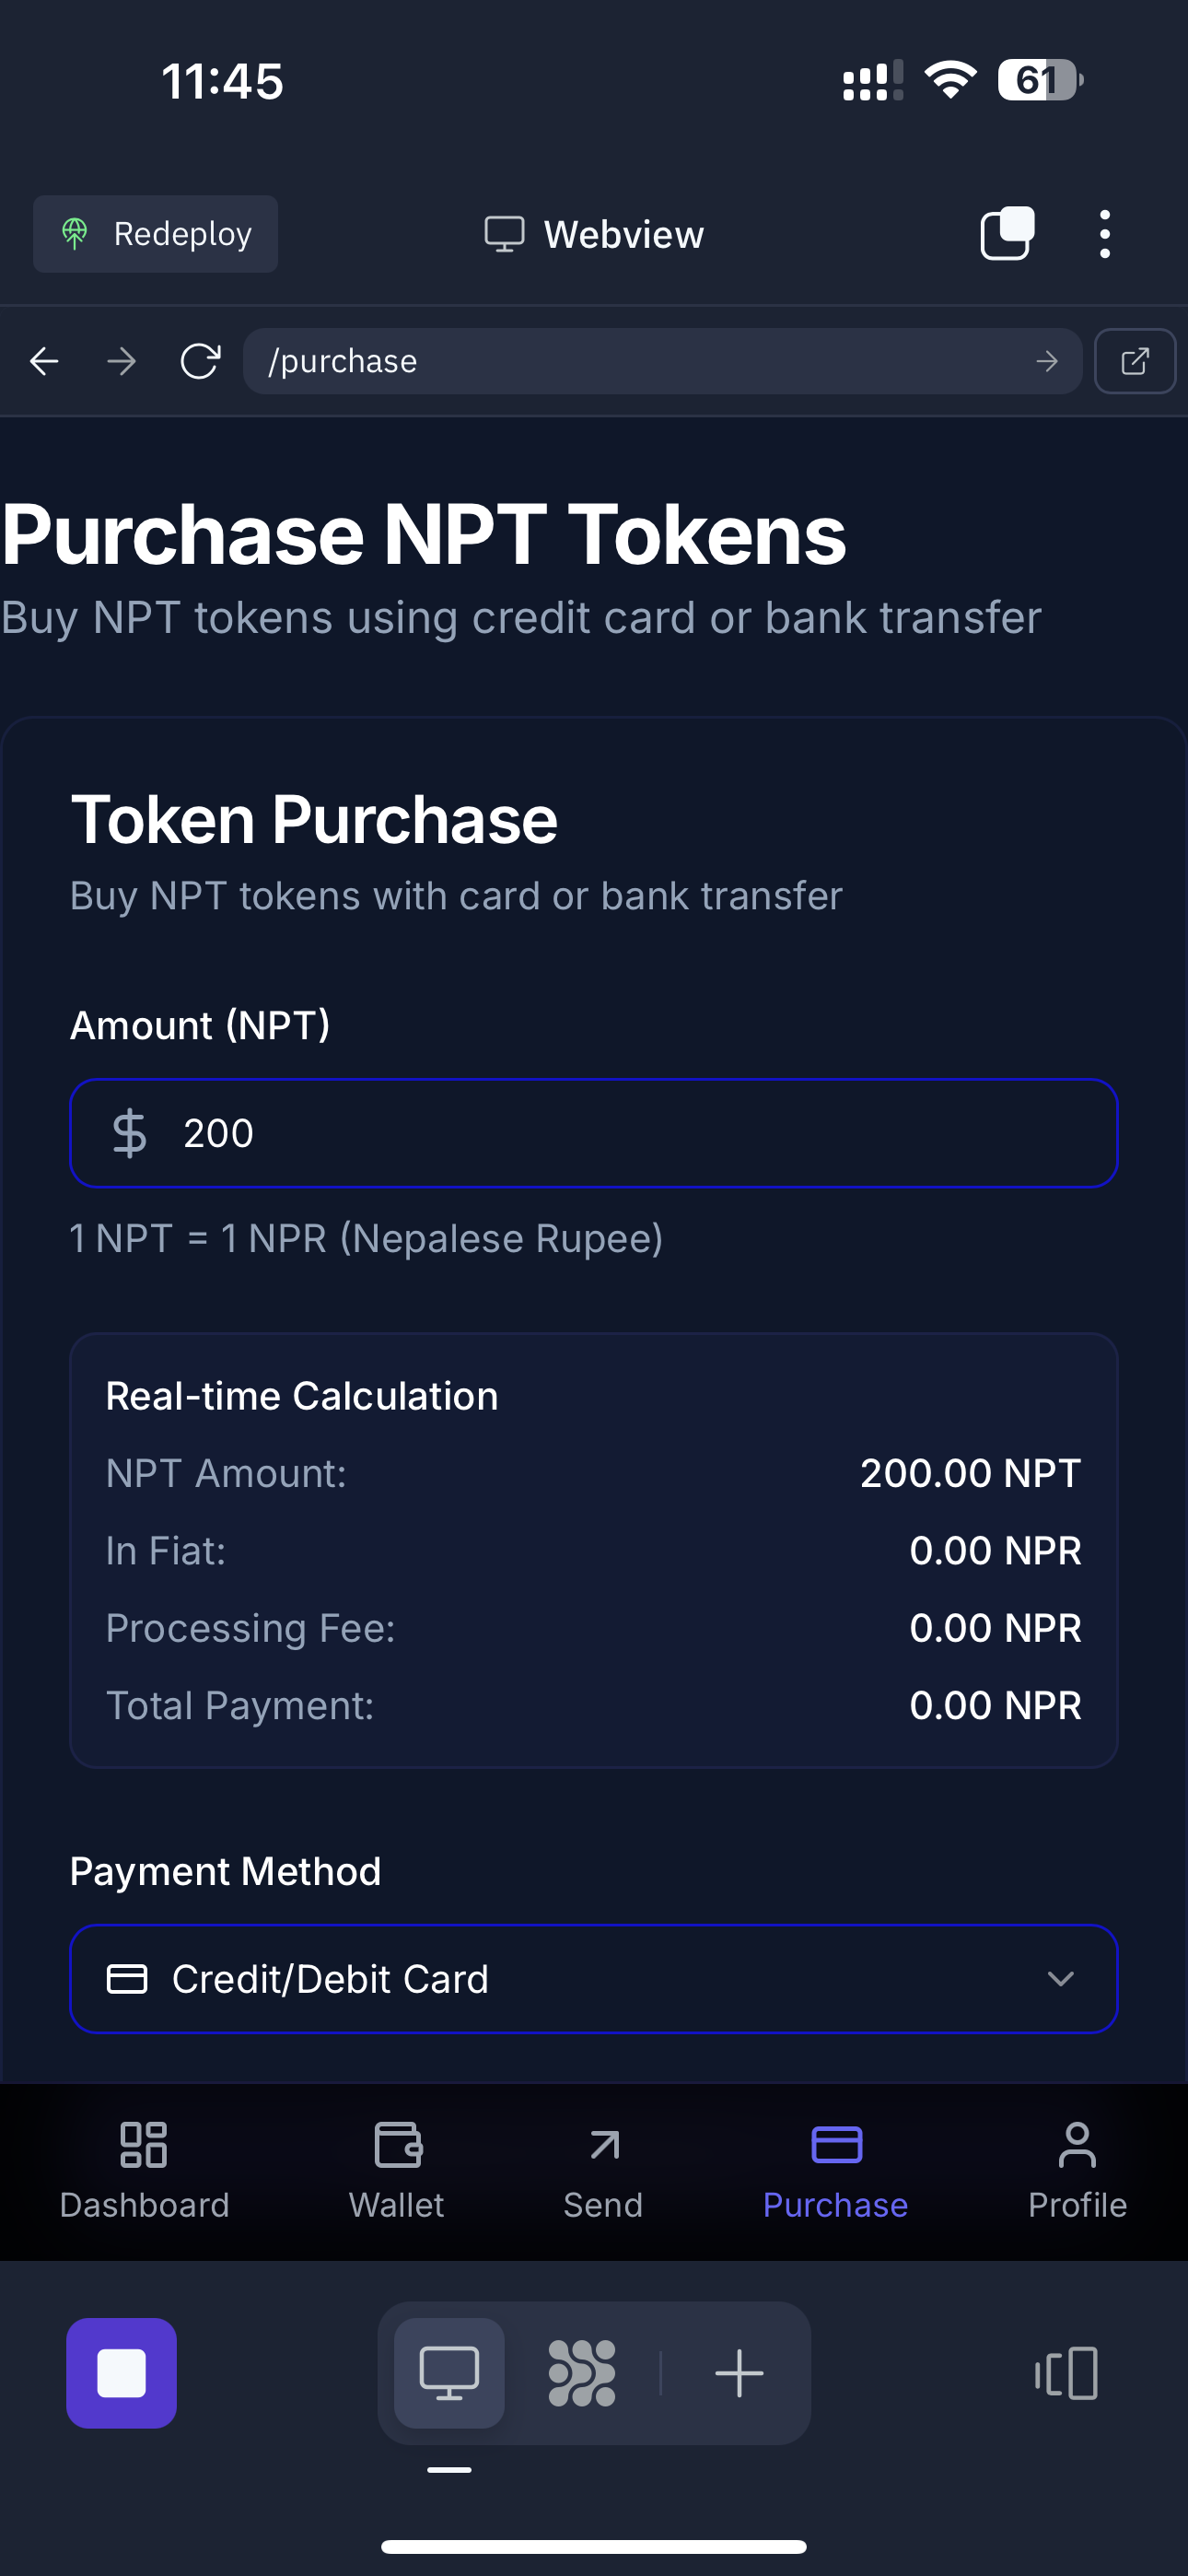 11:45
61
Redeploy
Webview
/purchase
Purchase NPT Tokens
Buy NPT tokens using credit card or bank transfer
Token Purchase
Buy NPT tokens with card or bank transfer
Amount (NPT)
$ 200
1 NPT = 1 NPR (Nepalese Rupee)
Real-time Calculation
NPT Amount: 200.00 NPT
In Fiat: 0.00 NPR
Processing Fee: 0.00 NPR
Total Payment: 0.00 NPR
Payment Method
Credit/Debit Card
Dashboard Wallet Send Purchase Profile